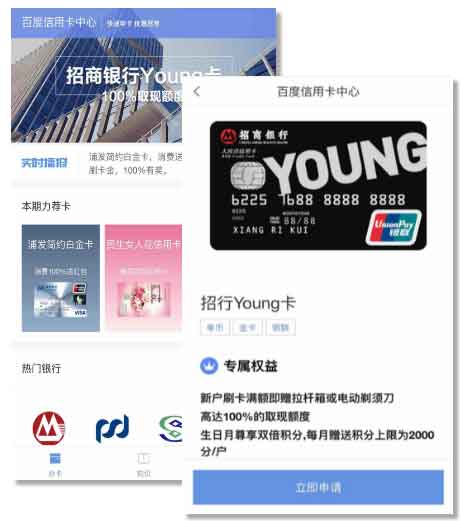 百度信用卡中心
快速申卡 优惠尽享
招商银行Young卡
100%取现额度
实时播报
浦发简约白金卡,消费送
刷卡金,100%有奖。
本期力荐卡
浦发简约白金卡
消费100%送红包
VISA
民生女人花信用卡
热门银行
办卡
百度信用卡中心
招商银行
CHINA MERCHANTS BANK
YOUNG
6225 7688 8888 8888
6225
88/88
XIANG RI KUI
UnionPay
银联
招行Young卡
单币
金卡
银联
专属权益
新户刷卡满额即赠拉杆箱或电动剃须刀
高达100%的取现额度
生日月尊享双倍积分,每月赠送积分上限为2000
分/户
立即申请